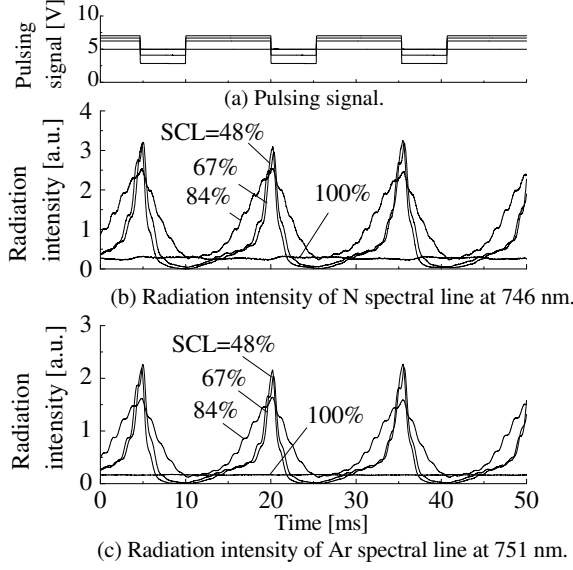 Pulsing
signal [V]
10
5
0
(a) Pulsing signal.
Radiation
intensity [a.u.]
4
3
2
1
0
SCL=48%
67%
84%
100%
(b) Radiation intensity of N spectral line at 746 nm.
Radiation
intensity [a.u.]
3
2
1
0
SCL=48%
67%
84%
100%
0 10 20 30 40 50
Time [ms]
(c) Radiation intensity of Ar spectral line at 751 nm.